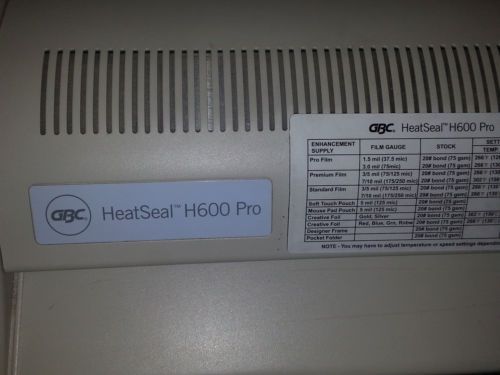 GBC HeatSeal™ H600 Pro
ENHANCEMENT SUPPLY FILM GAUGE STOCK TEMP
Pro Film 1.5 mil (37.5 mic) 20# bond (75 gsm)
3.0 mil (75mic) 20# bond (75 gsm)
Premium Film 3/5 mil (75/125 mic) 20# bond (75 gsm)
7/10 mil (175/250 mic) 20# bond (75 gsm)
Standard Film 3/5 mil (75/125 mic) 20# bond (75 gsm)
7/10 mil (175/250 mic) 20# bond (75 gsm)
Soft Touch Pouch 5 mil (125 mic) 20# bond (75 gsm)
Mouse Pad Pouch 5 mil (125 mic) 20# bond (75 gsm)
Creative Foil Gold, Silver 20# bond (75 gsm)
Creative Foil Red, Blue, Grn, 20# bond (75 gsm)
Designer Frame 20# bond (75 gsm)
Pocket Folder 20# bond (75 gsm)
NOTE - You may have to adjust temperature or speed settings
GBC HeatSeal™ H600 Pro